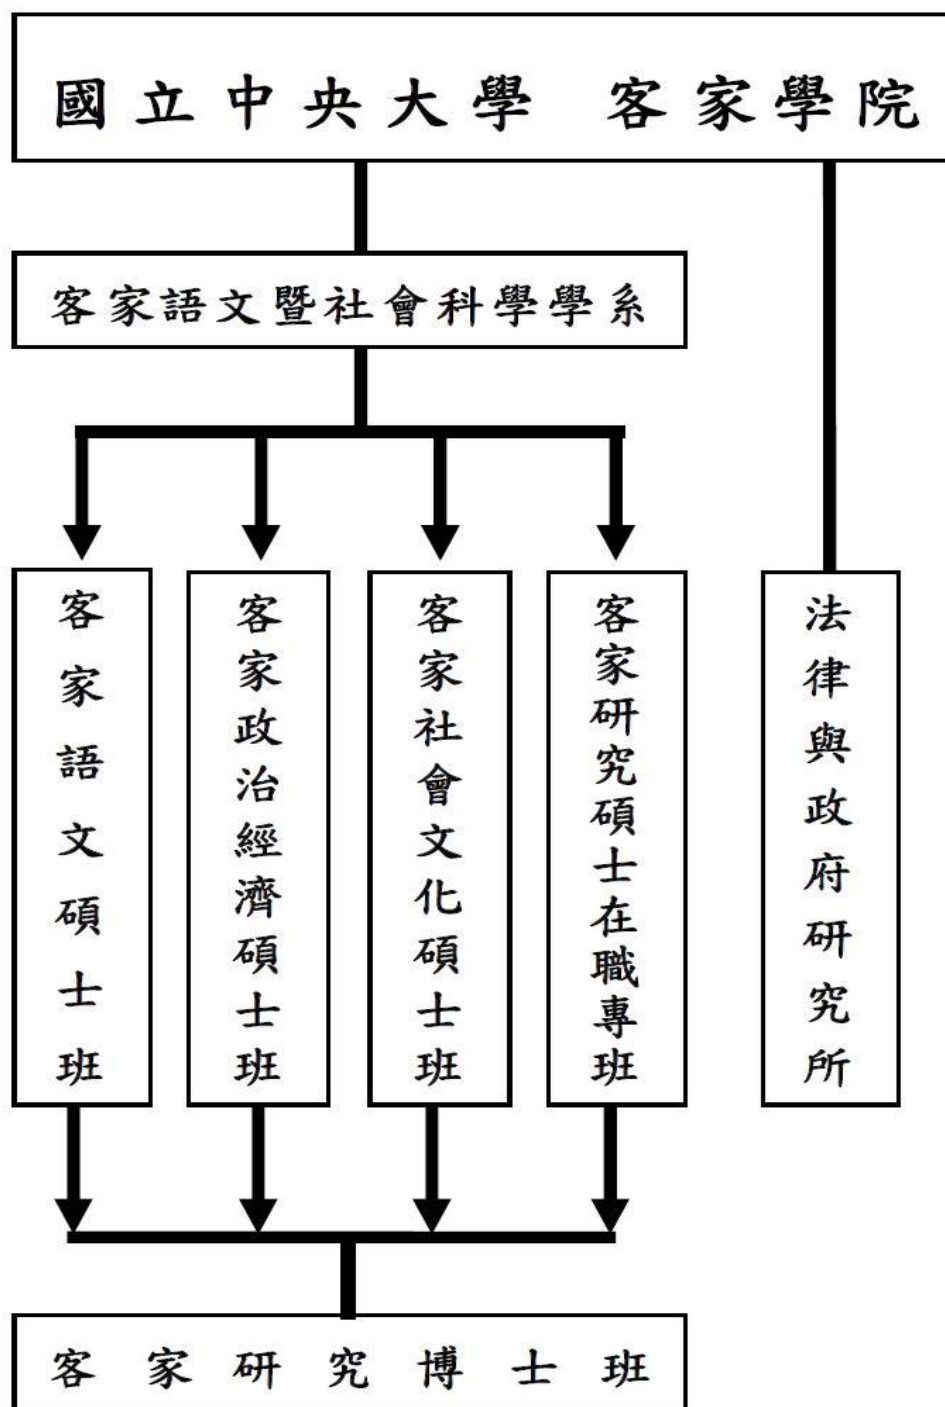 國立中央大學 客家學院
客家語文暨社會科學學系
客家語文碩士班
客家政治經濟碩士班
客家社會文化碩士班
客家研究碩士在職專班
法律與政府研究所
客家研究博士班